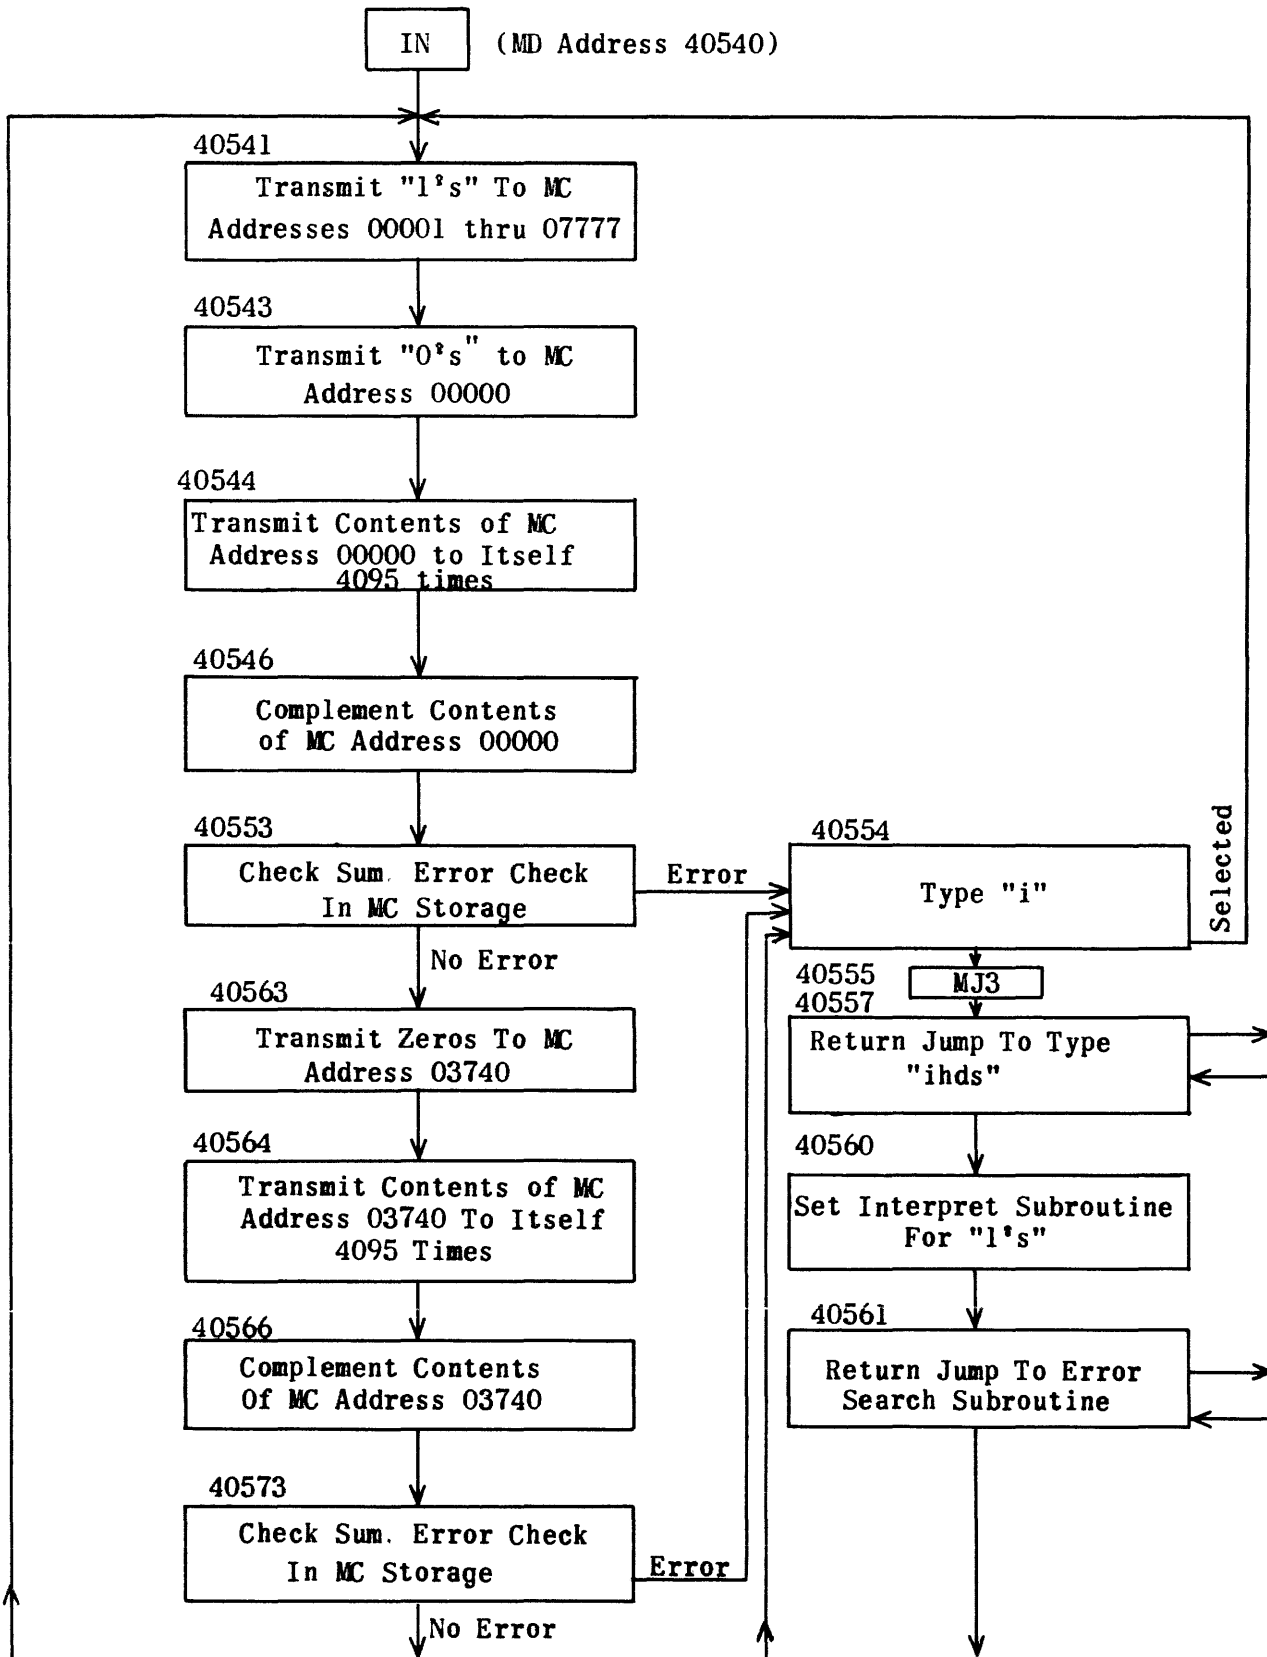 IN (MD Address 40540)
40541
Transmit "1's" To MC
Addresses 00001 thru 07777
40543
Transmit "0's" to MC
Address 00000
40544
Transmit Contents of MC
Address 00000 to Itself
4095 times
40546
Complement Contents
of MC Address 00000
40553
Check Sum. Error Check
In MC Storage
Error
No Error
40563
Transmit Zeros To MC
Address 03740
40564
Transmit Contents of MC
Address 03740 To Itself
4095 Times
40566
Complement Contents
Of MC Address 03740
40573
Check Sum. Error Check
In MC Storage
Error
No Error
40554
Type "i"
Selected
40555
MJ3
40557
Return Jump To Type
"ihds"
40560
Set Interpret Subroutine
For "1's"
40561
Return Jump To Error
Search Subroutine